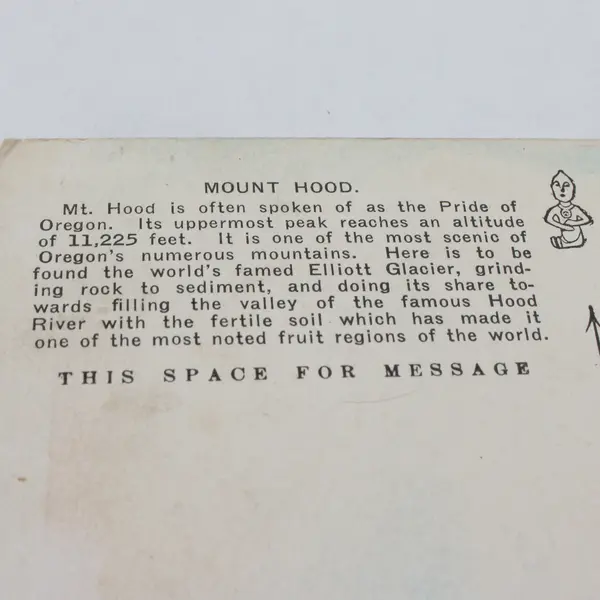 MOUNT HOOD.
Mt. Hood is often spoken of as the Pride of
Oregon. Its uppermost peak reaches an altitude
of 11,225 feet. It is one of the most scenic of
Oregon's numerous mountains. Here is to be
found the world's famed Elliott Glacier, grind-
ing rock to sediment, and doing its share to-
wards filling the valley of the famous Hood
River with the fertile soil which has made it
one of the most noted fruit regions of the world.
THIS SPACE FOR MESSAGE